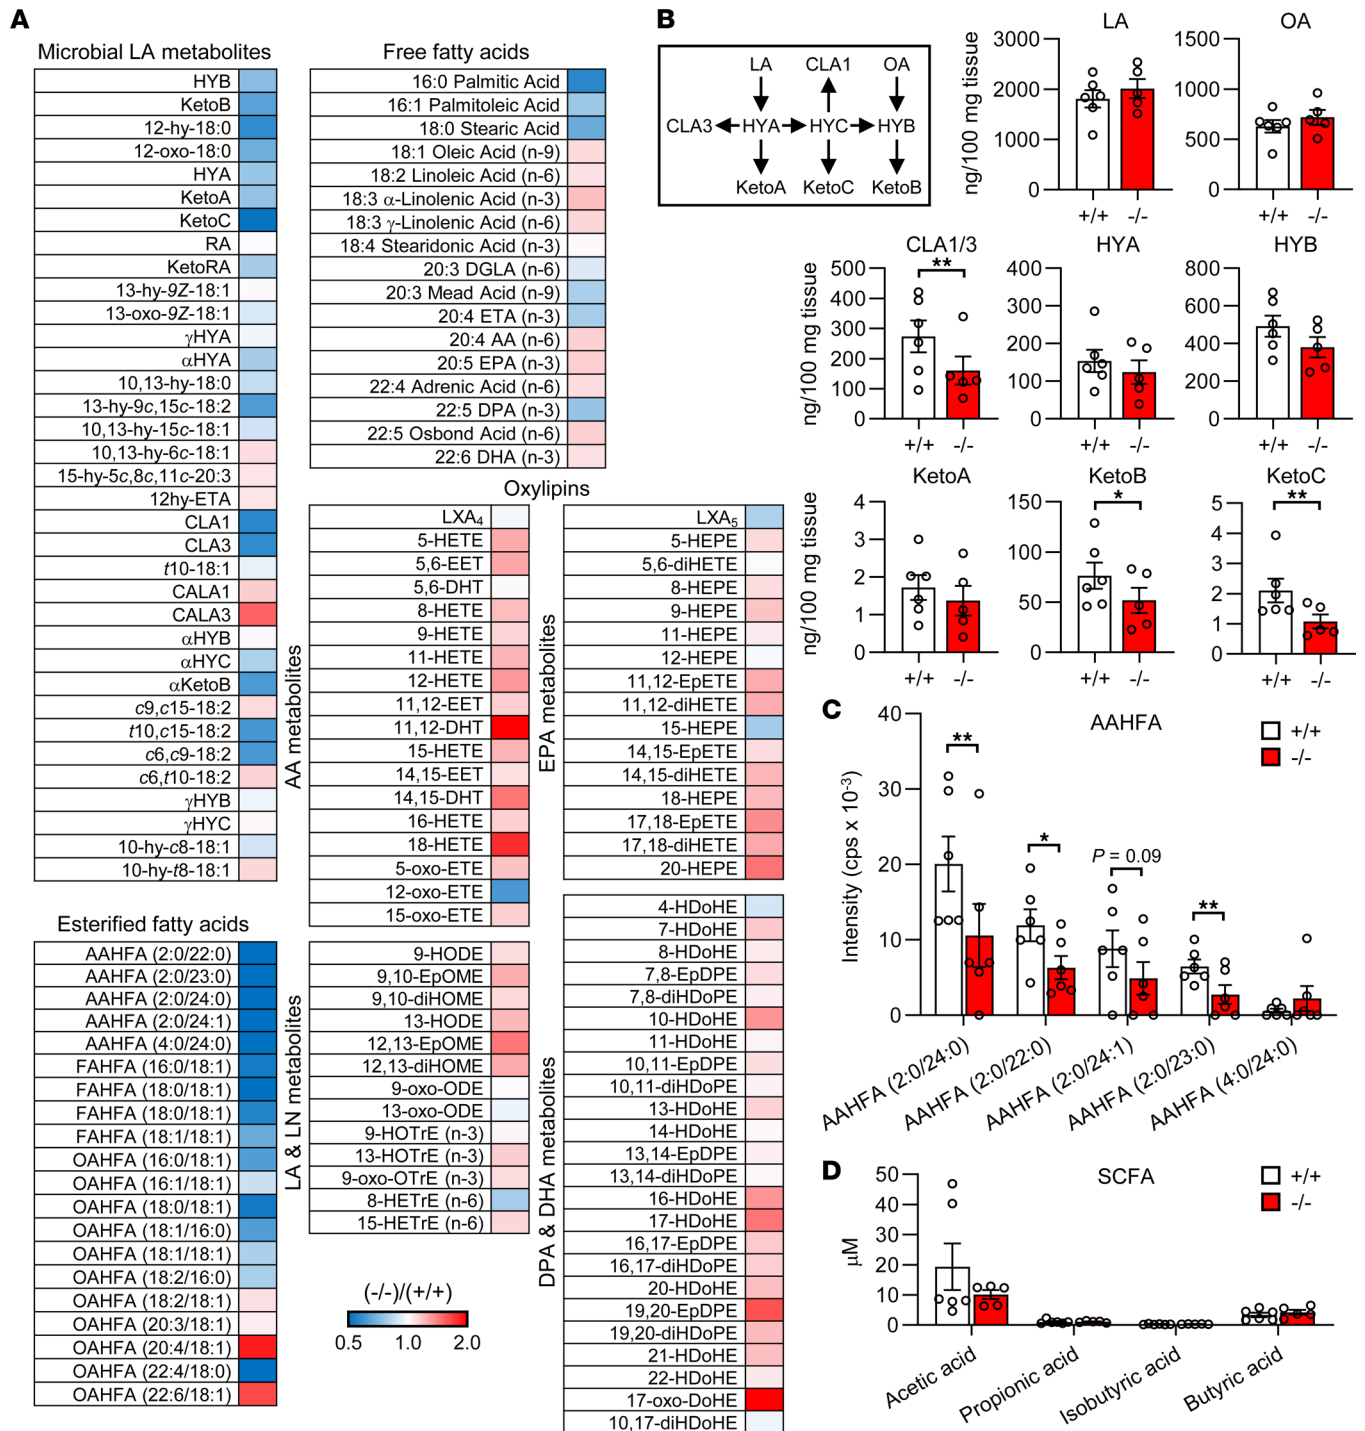 A
Microbial LA metabolites
HYB
KetoB
12-hy-18:0
12-oxo-18:0
HYA
KetoA
KetoC
RA
KetoRA
13-hy-9Z-18:1
13-oxo-9Z-18:1
γHYA
αHYA
10,13-hy-18:0
13-hy-9c,15c-18:2
10,13-hy-15c-18:1
10,13-hy-6c-18:1
15-hy-5c,8c,11c-20:3
12hy-ETA
CLA1
CLA3
t10-18:1
CALA1
CALA3
αHYB
αHYC
αKetoB
c9,c15-18:2
t10,c15-18:2
c6,c9-18:2
c6,t10-18:2
γHYB
γHYC
10-hy-c8-18:1
10-hy-t8-18:1
Esterified fatty acids
AAHFA (2:0/22:0)
AAHFA (2:0/23:0)
AAHFA (2:0/24:0)
AAHFA (2:0/24:1)
AAHFA (4:0/24:0)
FAHFA (16:0/18:1)
FAHFA (18:0/18:1)
FAHFA (18:0/18:1)
FAHFA (18:1/18:1)
OAHFA (16:0/18:1)
OAHFA (16:1/18:1)
OAHFA (18:0/18:1)
OAHFA (18:1/16:0)
OAHFA (18:1/18:1)
OAHFA (18:2/16:0)
OAHFA (18:2/18:1)
OAHFA (20:3/18:1)
OAHFA (20:4/18:1)
OAHFA (22:4/18:0)
OAHFA (22:6/18:1)
Free fatty acids
16:0 Palmitic Acid
16:1 Palmitoleic Acid
18:0 Stearic Acid
18:1 Oleic Acid (n-9)
18:2 Linoleic Acid (n-6)
18:3 α-Linolenic Acid (n-3)
18:3 γ-Linolenic Acid (n-6)
18:4 Stearidonic Acid (n-3)
20:3 DGLA (n-6)
20:3 Mead Acid (n-9)
20:4 ETA (n-3)
20:4 AA (n-6)
20:5 EPA (n-3)
22:4 Adrenic Acid (n-6)
22:5 DPA (n-3)
22:5 Osbond Acid (n-6)
22:6 DHA (n-3)
Oxylipins
AA metabolites
LXA4
5-HETE
5,6-EET
5,6-DHT
8-HETE
9-HETE
11-HETE
12-HETE
11,12-EET
11,12-DHT
15-HETE
14,15-EET
14,15-DHT
16-HETE
18-HETE
5-oxo-ETE
12-oxo-ETE
15-oxo-ETE
LA & LN metabolites
9-HODE
9,10-EpOME
9,10-diHOME
13-HODE
12,13-EpOME
12,13-diHOME
9-oxo-ODE
13-oxo-ODE
9-HOTrE (n-3)
13-HOTrE (n-3)
9-oxo-OTrE (n-3)
8-HETrE (n-6)
15-HETrE (n-6)
(-/-)/(+/+)
0.5 1.0 2.0
EPA metabolites
LXA5
5-HEPE
5,6-diHETE
8-HEPE
9-HEPE
11-HEPE
12-HEPE
11,12-EpETE
11,12-diHETE
15-HEPE
14,15-EpETE
14,15-diHETE
18-HEPE
17,18-EpETE
17,18-diHETE
20-HEPE
DPA & DHA metabolites
4-HDoHE
7-HDoHE
8-HDoHE
7,8-EpDPE
7,8-diHDoPE
10-HDoHE
11-HDoHE
10,11-EpDPE
10,11-diHDoPE
13-HDoHE
14-HDoHE
13,14-EpDPE
13,14-diHDoPE
16-HDoHE
17-HDoHE
16,17-EpDPE
16,17-diHDoPE
20-HDoHE
19,20-EpDPE
19,20-diHDoPE
21-HDoHE
22-HDoHE
17-oxo-DoHE
10,17-diHDoHE
B
LA CLA1 OA
CLA3 HYA HYC HYB
KetoA KetoC KetoB
LA
ng/100 mg tissue
3000
2000
1000
0
+/+ -/-
OA
1500
1000
500
0
+/+ -/-
CLA1/3
ng/100 mg tissue
500
400
300
200
100
0
**
+/+ -/-
HYA
400
300
200
100
0
+/+ -/-
HYB
800
600
400
200
0
+/+ -/-
KetoA
ng/100 mg tissue
4
3
2
1
0
+/+ -/-
KetoB
150
100
50
0
*
+/+ -/-
KetoC
5
4
3
2
1
0
**
+/+ -/-
C
AAHFA
+/+
-/-
Intensity (cps x 10-3)
40
30
20
10
0
**
*
P = 0.09
**
AAHFA (2:0/24:0)
AAHFA (2:0/22:0)
AAHFA (2:0/24:1)
AAHFA (2:0/23:0)
AAHFA (4:0/24:0)
D
SCFA
+/+
-/-
μM
50
40
30
20
10
0
Acetic acid
Propionic acid
Isobutyric acid
Butyric acid